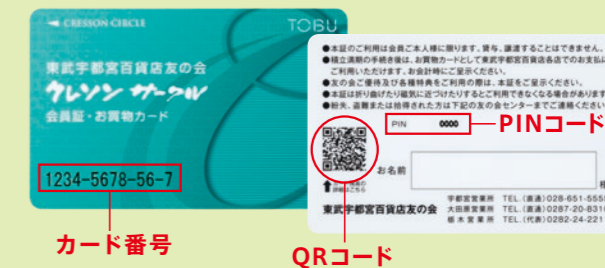 CRESSON CIRCLE
TOBU
東武宇都宮百貨店友の会
クレソン サークル
会員証・お買物カード
1234-5678-56-7
カード番号
●本証のご利用は会員ご本人様に限ります。貸与、譲渡することはできません。
●積立満期の手続き後は、お買物カードとして東武宇都宮百貨店各店でのお支払に
ご利用いただけます。お会計時にご呈示ください。
●友の会ご優待及び各種特典をご利用の際は、本証をご呈示ください。
●本証は折り曲げたり磁気に近づけたりするとご利用できなくなる場合があります
●紛失、盗難または拾得された方は下記の友の会センターまでご連絡ください
PIN 0000
PINコード
お名前
様
東武宇都宮百貨店友の会
宇都宮営業所 TEL.(直通)028-651-555
大田原営業所 TEL.(直通)0287-20-831
栃木営業所 TEL.(代表)0282-24-221
QRコード